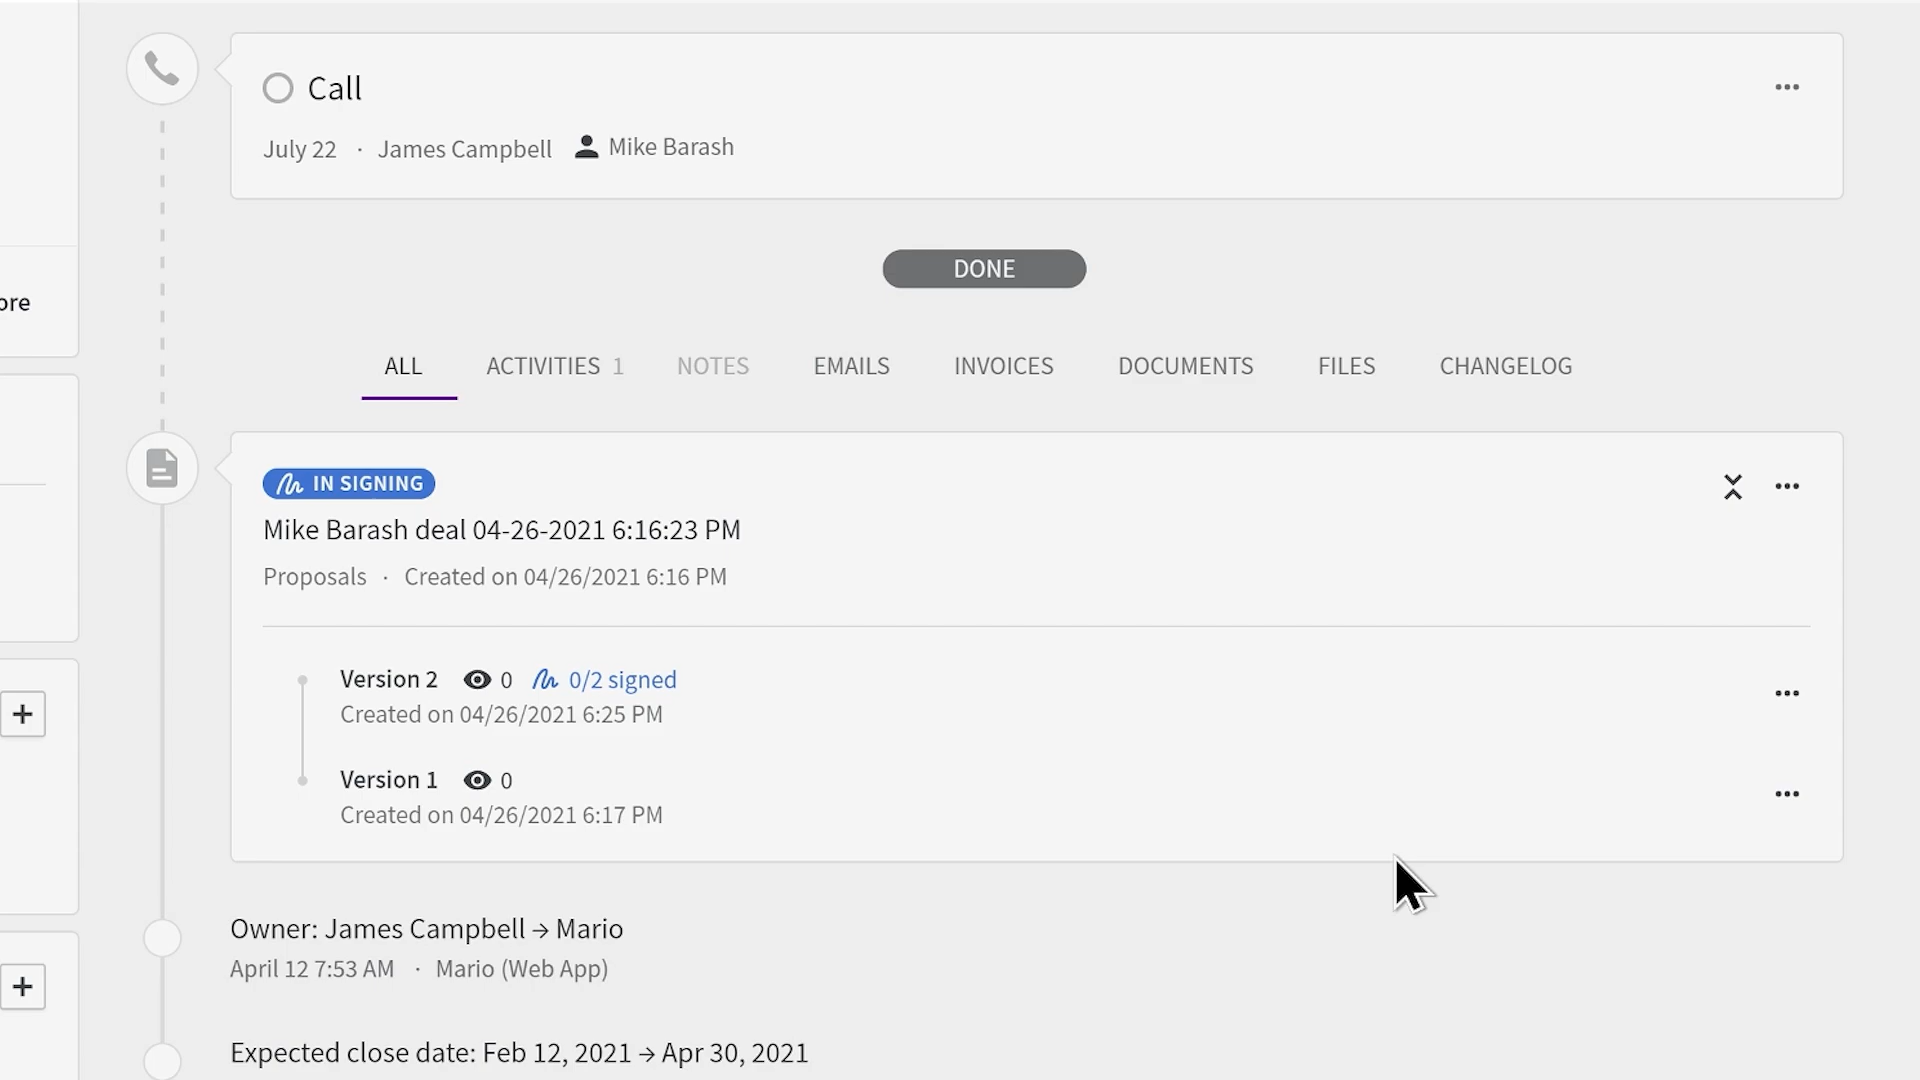 Call
July 22 · James Campbell Mike Barash
DONE
ore
ALL ACTIVITIES 1 NOTES EMAILS INVOICES DOCUMENTS FILES CHANGELOG
IN SIGNING
Mike Barash deal 04-26-2021 6:16:23 PM
Proposals · Created on 04/26/2021 6:16 PM
Version 2 0 0/2 signed
Created on 04/26/2021 6:25 PM
Version 1 0
Created on 04/26/2021 6:17 PM
Owner: James Campbell → Mario
April 12 7:53 AM · Mario (Web App)
Expected close date: Feb 12, 2021 → Apr 30, 2021